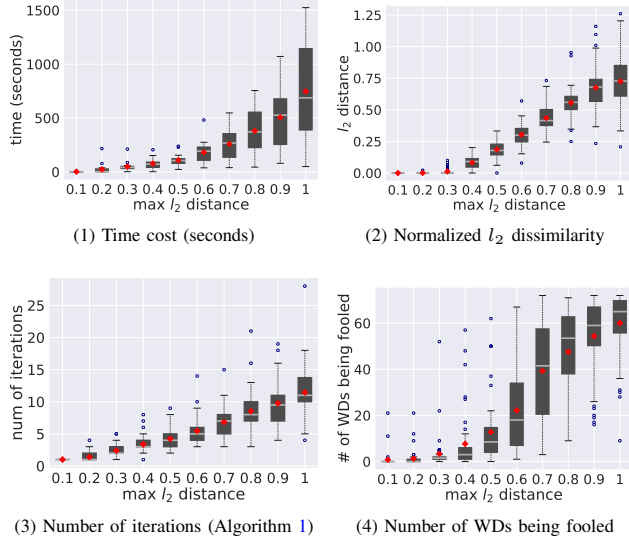 1500
1000
500
0
time (seconds)
0.1 0.2 0.3 0.4 0.5 0.6 0.7 0.8 0.9 1
max l2 distance
(1) Time cost (seconds)
1.25
1.00
0.75
0.50
0.25
0.00
l2 distance
0.1 0.2 0.3 0.4 0.5 0.6 0.7 0.8 0.9 1
max l2 distance
(2) Normalized l2 dissimilarity
25
20
15
10
5
0
num of iterations
0.1 0.2 0.3 0.4 0.5 0.6 0.7 0.8 0.9 1
max l2 distance
(3) Number of iterations (Algorithm 1)
60
40
20
0
# of WDs being fooled
0.1 0.2 0.3 0.4 0.5 0.6 0.7 0.8 0.9 1
max l2 distance
(4) Number of WDs being fooled